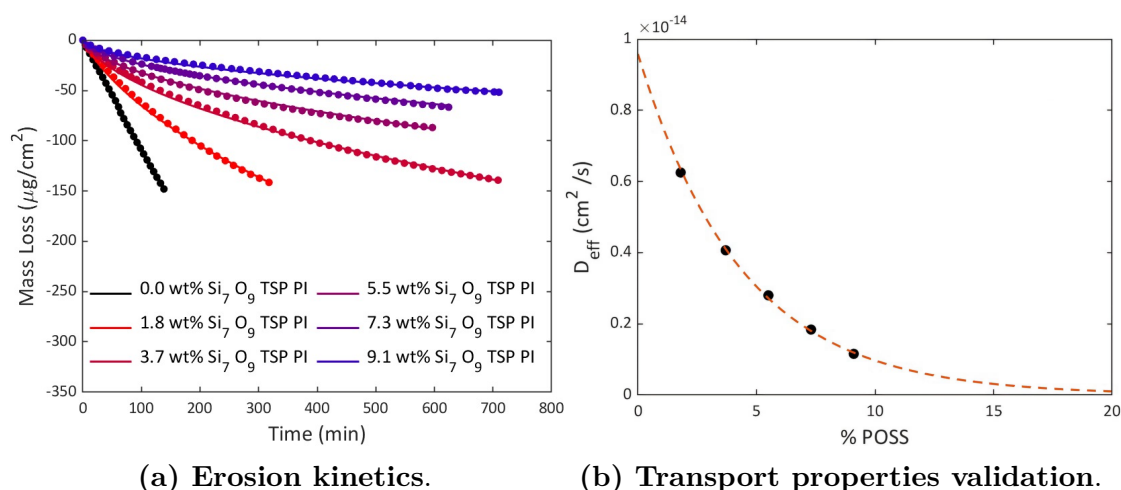 0
-50
-100
-150
-200
-250
-300
-350
Mass Loss (μg/cm²)
0.0 wt% Si₇ O₉ TSP PI
1.8 wt% Si₇ O₉ TSP PI
3.7 wt% Si₇ O₉ TSP PI
5.5 wt% Si₇ O₉ TSP PI
7.3 wt% Si₇ O₉ TSP PI
9.1 wt% Si₇ O₉ TSP PI
0 100 200 300 400 500 600 700 800
Time (min)
(a) Erosion kinetics.
×10⁻¹⁴
1
0.8
0.6
0.4
0.2
0
D_eff (cm² /s)
0 5 10 15 20
% POSS
(b) Transport properties validation.